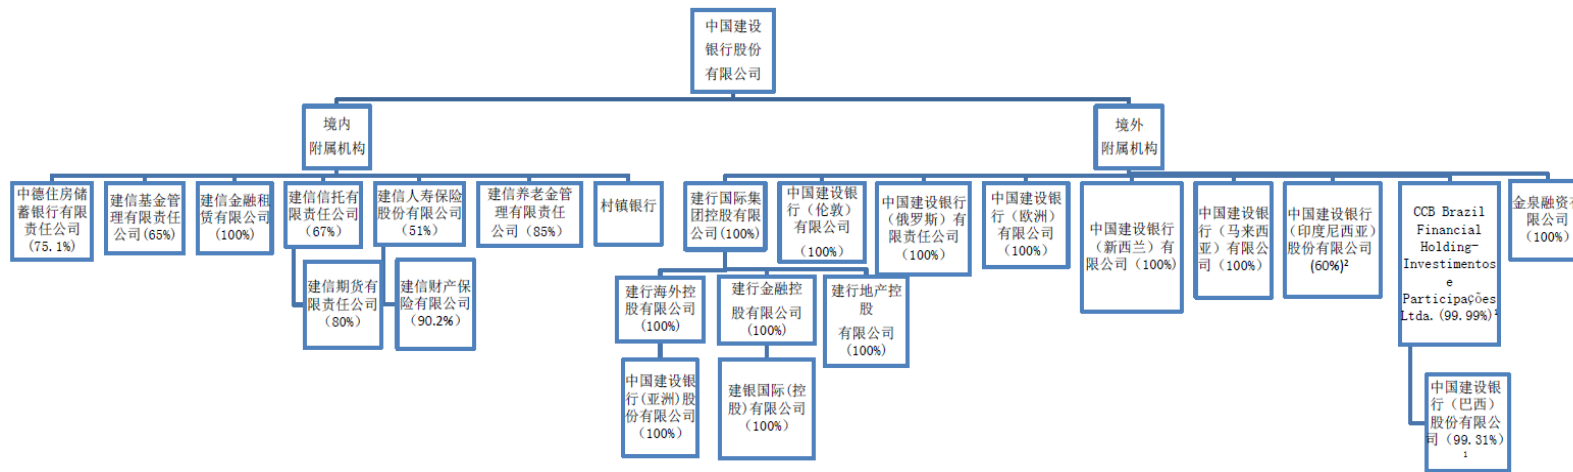 中国建设
银行股份
有限公司
境内
附属机构
境外
附属机构
中德住房储
蓄银行有限
责任公司
(75.1%)
建信基金管
理有限责任
公司(65%)
建信金融租
赁有限公司
(100%)
建信信托有
限责任公司
(67%)
建信人寿保险
股份有限公司
(51%)
建信养老金管
理有限责任
公司（85%）
村镇银行
建行国际集
团控股有限
公司(100%)
中国建设银
行（伦敦）
有限公司
（100%）
中国建设银行
（俄罗斯）有
限责任公司
（100%）
中国建设银行
（欧洲）
有限公司
（100%）
中国建设银行
（新西兰）有
限公司（100%）
中国建设银
行（马来西
亚）有限公
司（100%）
中国建设银行
（印度尼西亚）
股份有限公司
(60%)²
CCB Brazil
Financial
Holding-
Investimentos
e
Participações
Ltda.(99.99%)¹
金泉融资有
限公司
（100%）
建信期货有
限责任公司
（80%）
建信财产保
险有限公司
（90.2%）
建行海外控
股有限公司
(100%)
建行金融控
股有限公司
（100%）
建行地产控
股
有限公司
(100%)
中国建设银
行(亚洲)股
份有限公司
（100%）
建银国际(控
股)有限公司
（100%）
中国建设银
行（巴西）
股份有限公
司（99.31%）
1